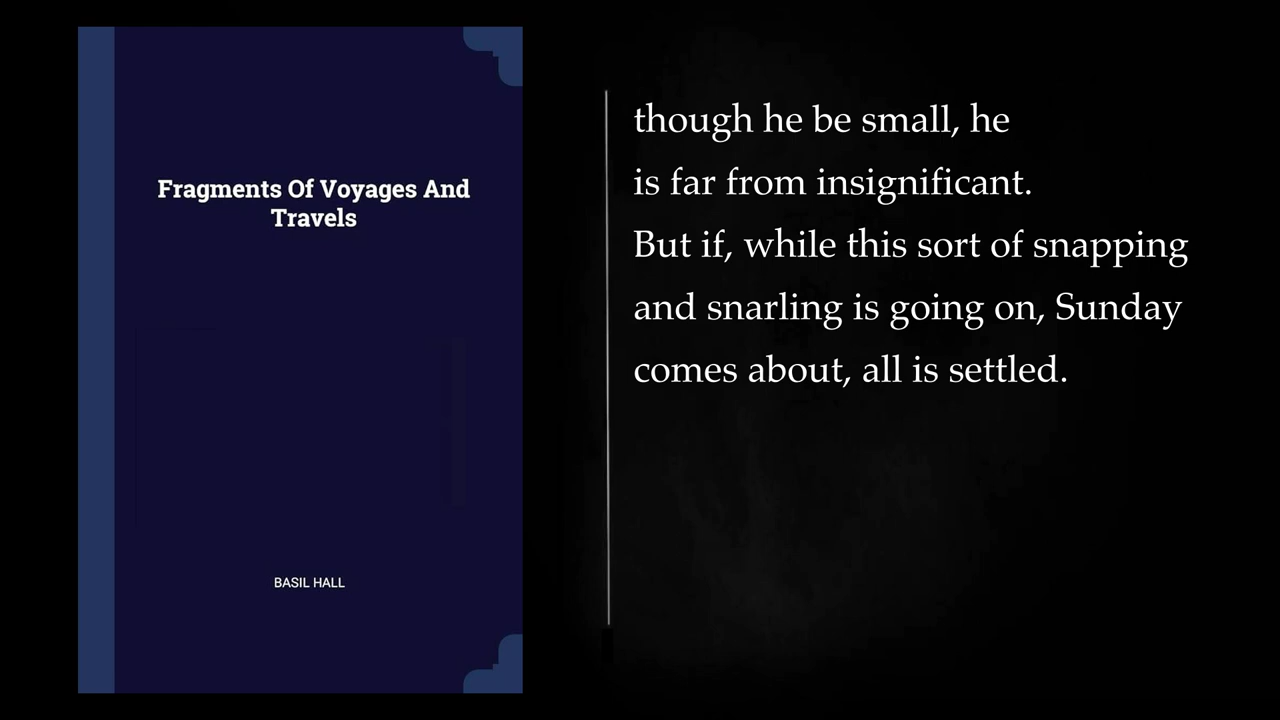 Fragments Of Voyages And
Travels
BASIL HALL
though he be small, he
is far from insignificant.
But if, while this sort of snapping
and snarling is going on, Sunday
comes about, all is settled.